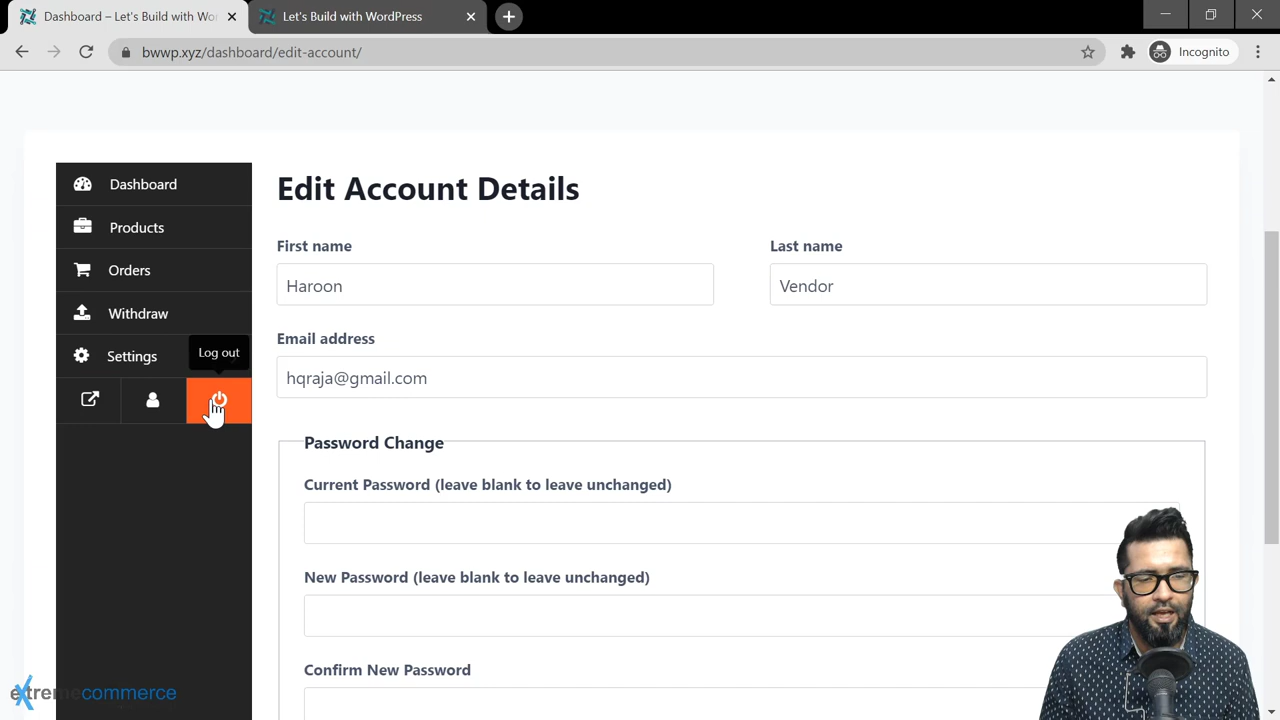 Dashboard – Let's Build with Wor
Let's Build with WordPress
bwwp.xyz/dashboard/edit-account/
Incognito
Dashboard
Products
Orders
Withdraw
Settings
Log out
Edit Account Details
First name
Last name
Haroon
Vendor
Email address
hqraja@gmail.com
Password Change
Current Password (leave blank to leave unchanged)
New Password (leave blank to leave unchanged)
Confirm New Password
extremecommerce